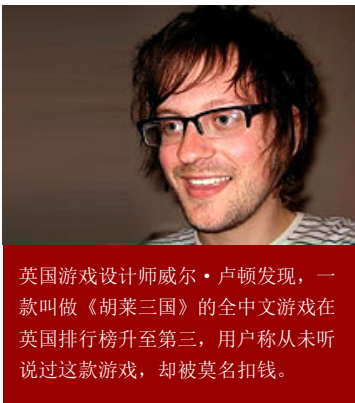 英国游戏设计师威尔·卢顿发现，一
款叫做《胡莱三国》的全中文游戏在
英国排行榜升至第三，用户称从未听
说过这款游戏，却被莫名扣钱。